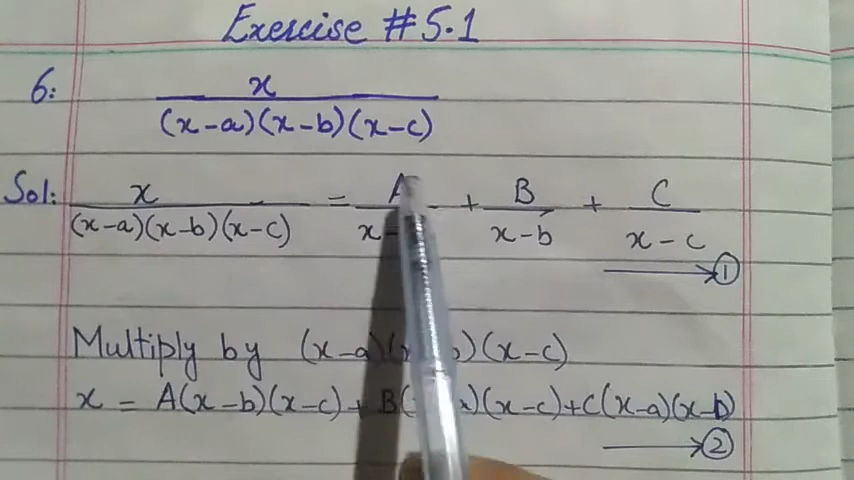 Exercise #5.1
6: x
(x-a)(x-b)(x-c)
Sol: x = A + B + C
(x-a)(x-b)(x-c) x- x-b x-c
→ ①
Multiply by (x-a)( )(x-c)
x = A(x-b)(x-c)+B( )(x-c)+C(x-a)(x-b)
→ ②